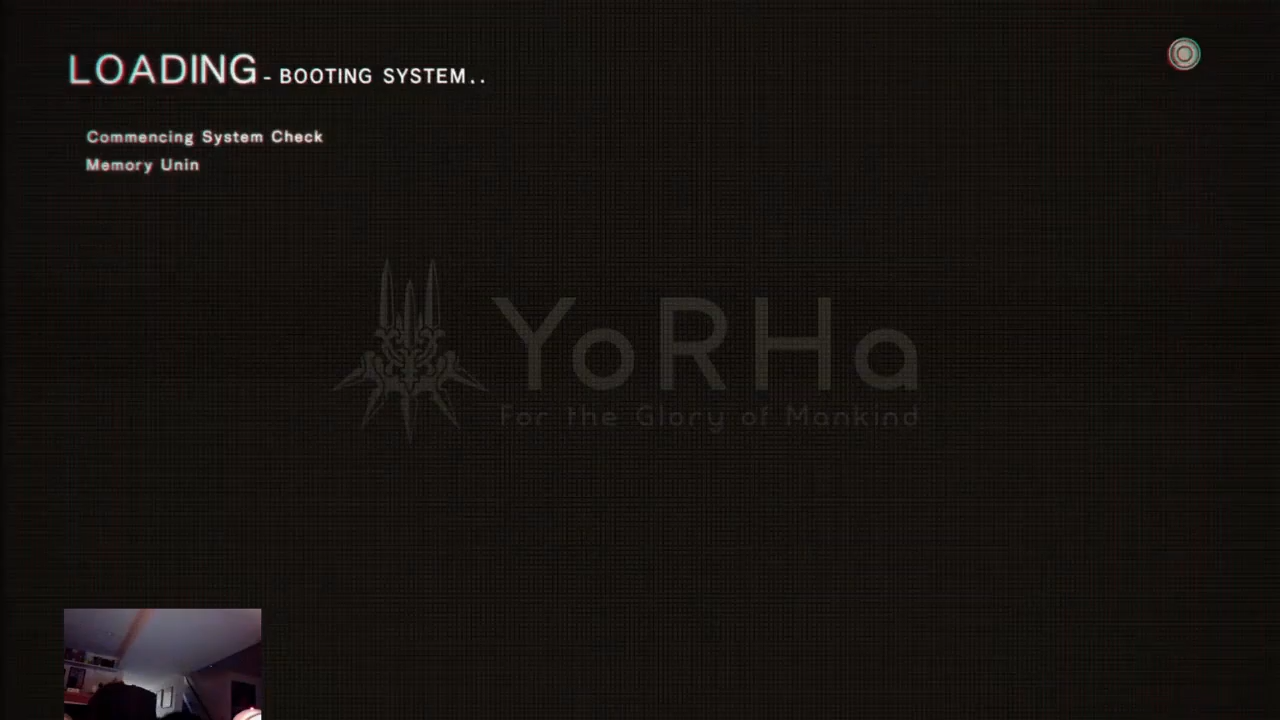 LOADING - BOOTING SYSTEM..
Commencing System Check
Memory Unin
YoRHa
For the Glory of Mankind